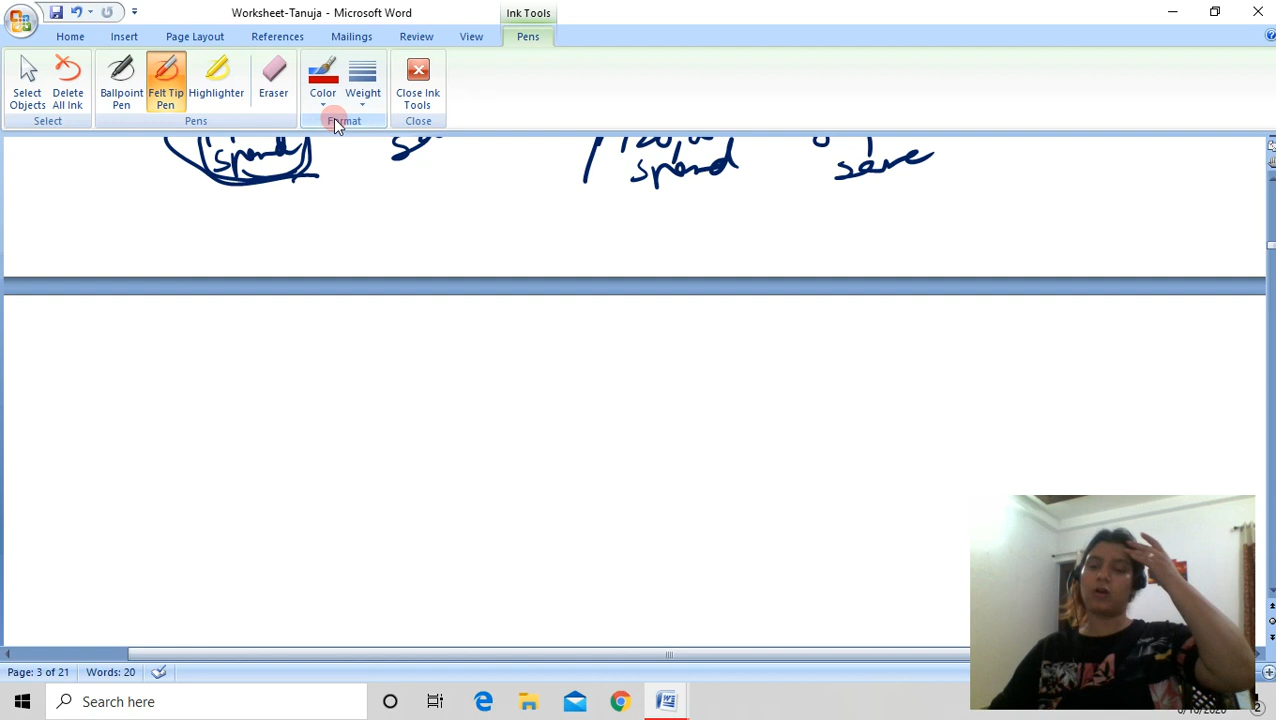 Worksheet-Tanuja - Microsoft Word
Ink Tools
Home
Insert
Page Layout
References
Mailings
Review
View
Pens
Select Objects
Delete All Ink
Ballpoint Pen
Felt Tip Pen
Highlighter
Eraser
Color
Weight
Close Ink Tools
Select
Pens
Format
Close
spend
spend
save
Page: 3 of 21
Words: 20
Search here